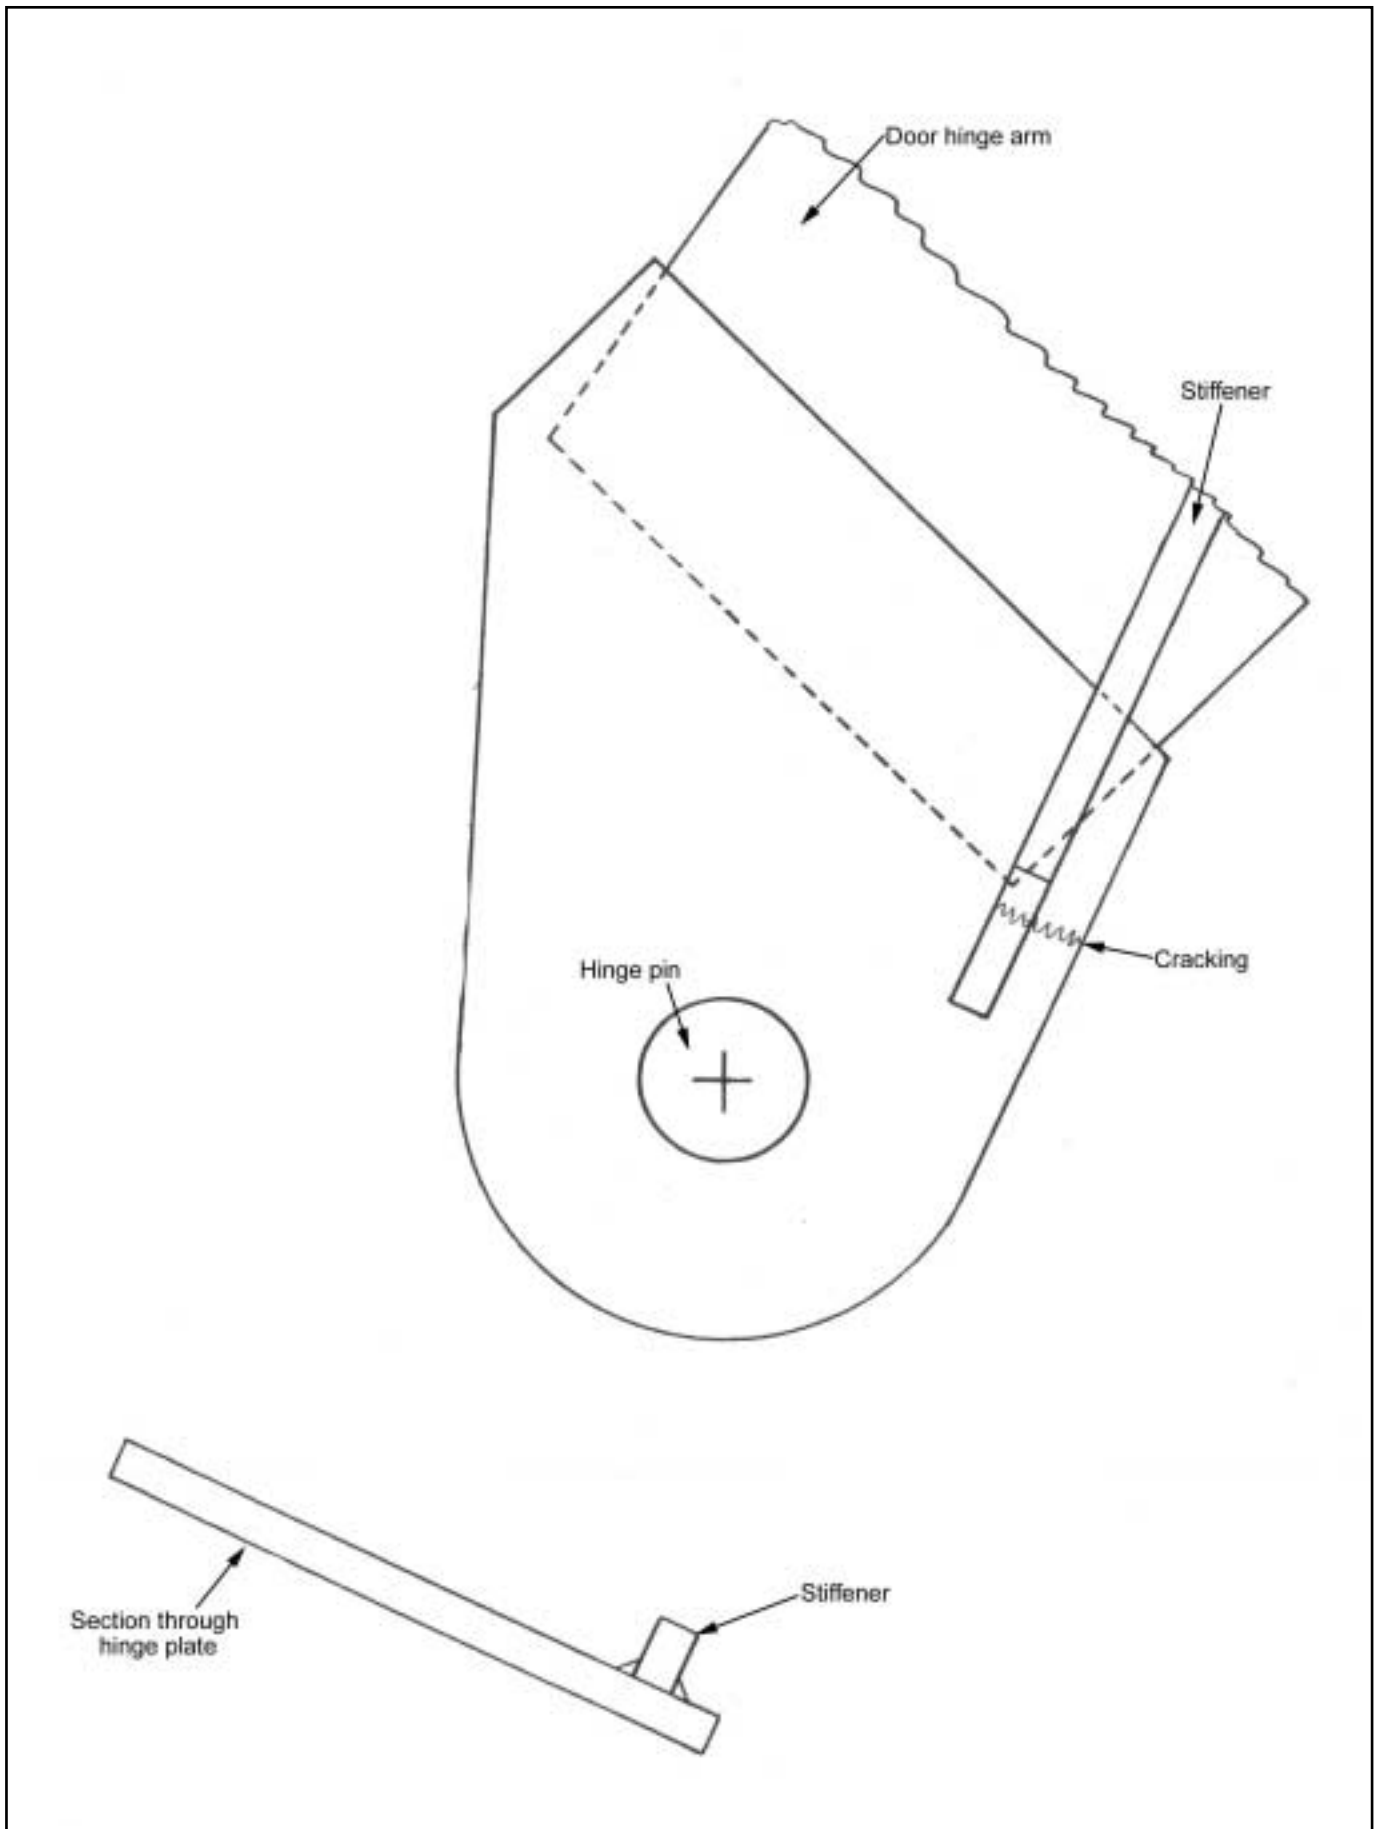 Door hinge arm
Stiffener
Cracking
Hinge pin
Stiffener
Section through
hinge plate